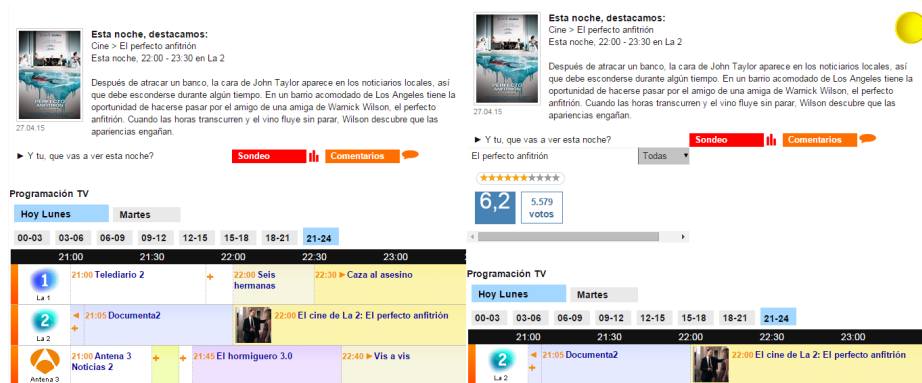 Esta noche, destacamos:
Cine > El perfecto anfitrión
Esta noche, 22:00 - 23:30 en La 2
Después de atracar un banco, la cara de John Taylor aparece en los noticiarios locales, así
que debe esconderse durante algún tiempo. En un barrio acomodado de Los Angeles tiene la
oportunidad de hacerse pasar por el amigo de una amiga de Warnick Wilson, el perfecto
anfitrión. Cuando las horas transcurren y el vino fluye sin parar, Wilson descubre que las
apariencias engañan.
PERFECTO
ANFITRIÓN
27.04.15
► Y tu, que vas a ver esta noche?
Sondeo
Comentarios
Programación TV
Hoy Lunes Martes
00-03 03-06 06-09 09-12 12-15 15-18 18-21 21-24
21:00 21:30 22:00 22:30 23:00
1
La 1
21:00 Telediario 2
+
22:00 Seis
hermanas
22:30 ► Caza al asesino
2
La 2
◄ 21:05 Documenta2
+
22:00 El cine de La 2: El perfecto anfitrión
Antena 3
21:00 Antena 3
Noticias 2
+
+ 21:45 El hormiguero 3.0
22:40 ► Vis a vis
Esta noche, destacamos:
Cine > El perfecto anfitrión
Esta noche, 22:00 - 23:30 en La 2
Después de atracar un banco, la cara de John Taylor aparece en los noticiarios locales, así
que debe esconderse durante algún tiempo. En un barrio acomodado de Los Angeles tiene la
oportunidad de hacerse pasar por el amigo de una amiga de Warnick Wilson, el perfecto
anfitrión. Cuando las horas transcurren y el vino fluye sin parar, Wilson descubre que las
apariencias engañan.
PERFECTO
ANFITRIÓN
27.04.15
► Y tu, que vas a ver esta noche?
Sondeo
Comentarios
El perfecto anfitrión
Todas ▼
6,2
5.579
votos
Programación TV
Hoy Lunes Martes
00-03 03-06 06-09 09-12 12-15 15-18 18-21 21-24
21:00 21:30 22:00 22:30 23:00
2
La 2
◄ 21:05 Documenta2
+
22:00 El cine de La 2: El perfecto anfitrión